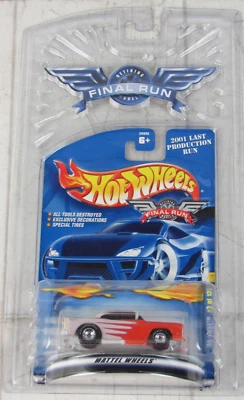 RETIRING
FINAL RUN
6+
2001 LAST
PRODUCTION
RUN
HOT WHEELS
FINAL RUN
• ALL TOOLS DESTROYED
• EXCLUSIVE DECORATIONS
• SPECIAL TIRES
MATTEL WHEELS